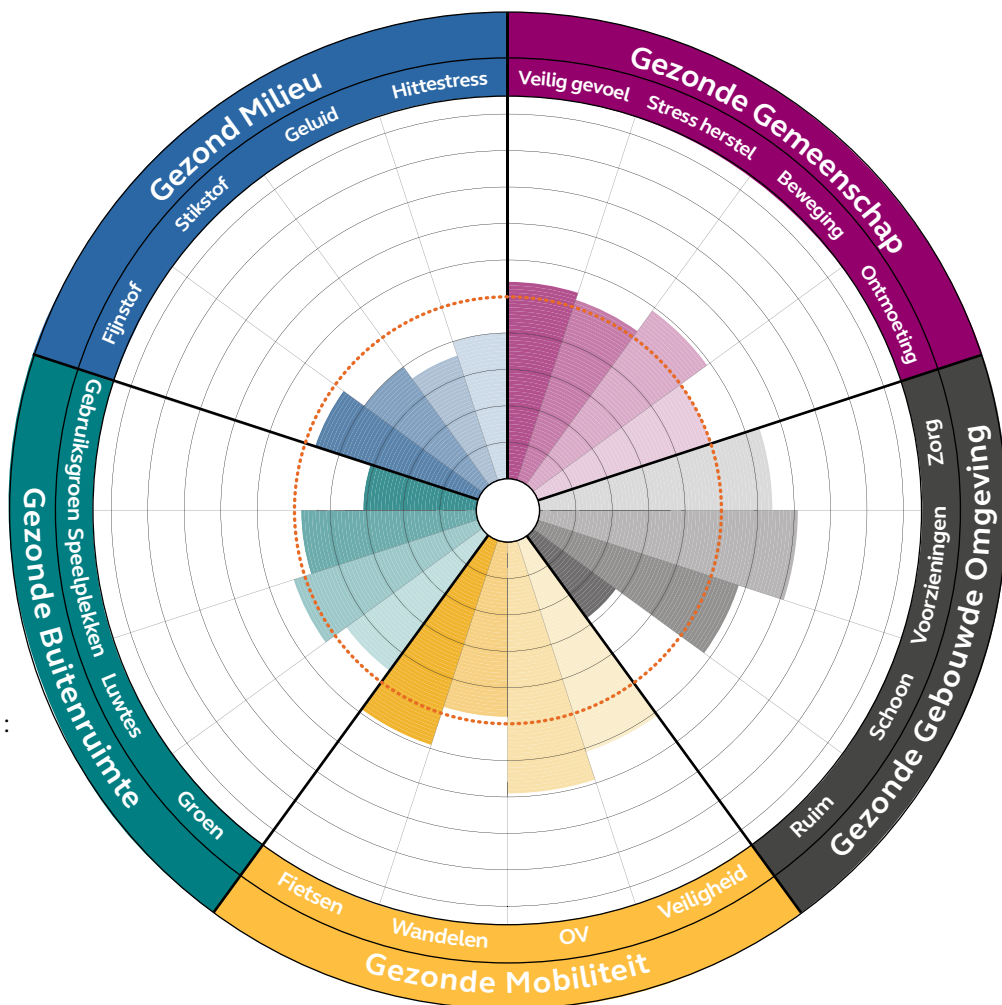 Gezonde Gemeenschap
Veilig gevoel
Stress herstel
Beweging
Ontmoeting
Gezonde Gebouwde Omgeving
Zorg
Voorzieningen
Schoon
Ruim
Gezonde Mobiliteit
Veiligheid
OV
Wandelen
Fietsen
Gezonde Buitenruimte
Groen
Luwtes
Speelplekken
Gebruiksgroen
Gezond Milieu
Fijnstof
Stikstof
Geluid
Hittestress
: